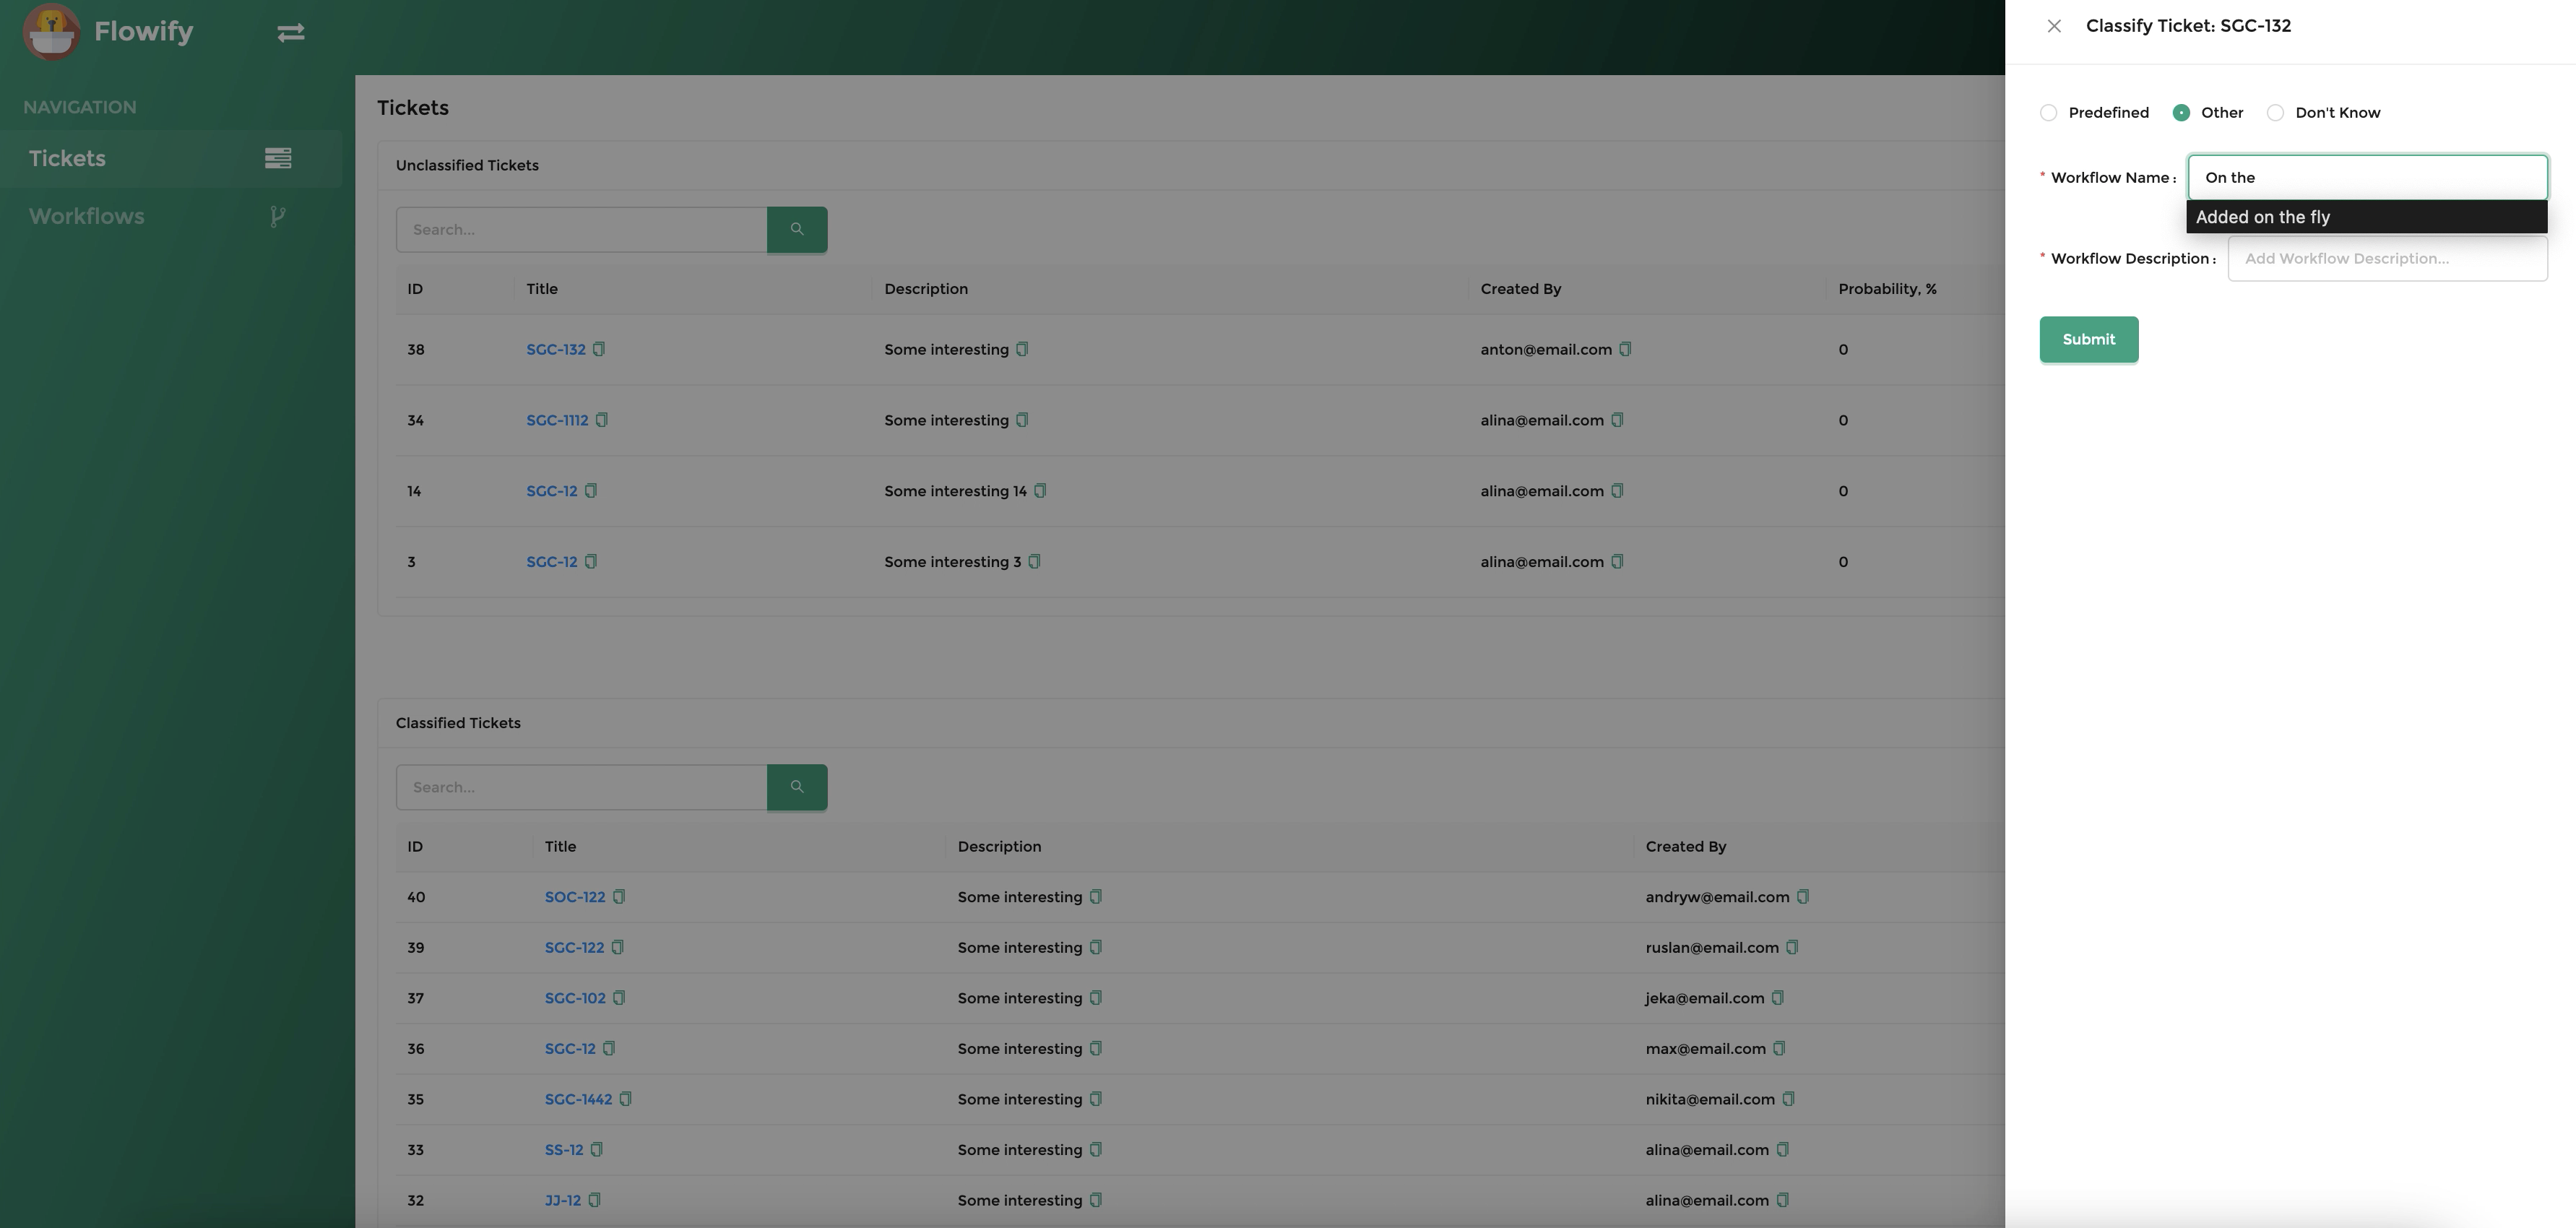 Flowify
NAVIGATION
Tickets
Workflows
Tickets
Unclassified Tickets
Search...
ID Title Description Created By Probability, %
38 SGC-132 Some interesting anton@email.com 0
34 SGC-1112 Some interesting alina@email.com 0
14 SGC-12 Some interesting 14 alina@email.com 0
3 SGC-12 Some interesting 3 alina@email.com 0
Classified Tickets
Search...
ID Title Description Created By
40 SOC-122 Some interesting andryw@email.com
39 SGC-122 Some interesting ruslan@email.com
37 SGC-102 Some interesting jeka@email.com
36 SGC-12 Some interesting max@email.com
35 SGC-1442 Some interesting nikita@email.com
33 SS-12 Some interesting alina@email.com
32 JJ-12 Some interesting alina@email.com
Classify Ticket: SGC-132
Predefined Other Don't Know
* Workflow Name : On the
Added on the fly
* Workflow Description : Add Workflow Description...
Submit